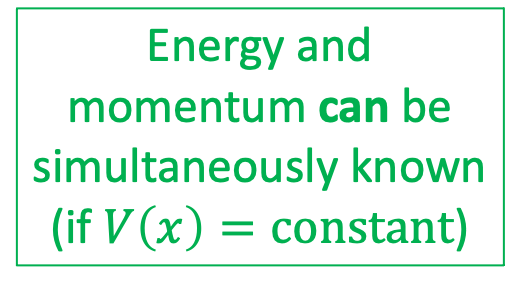 Energy and
momentum can be
simultaneously known
(if V(x) = constant)